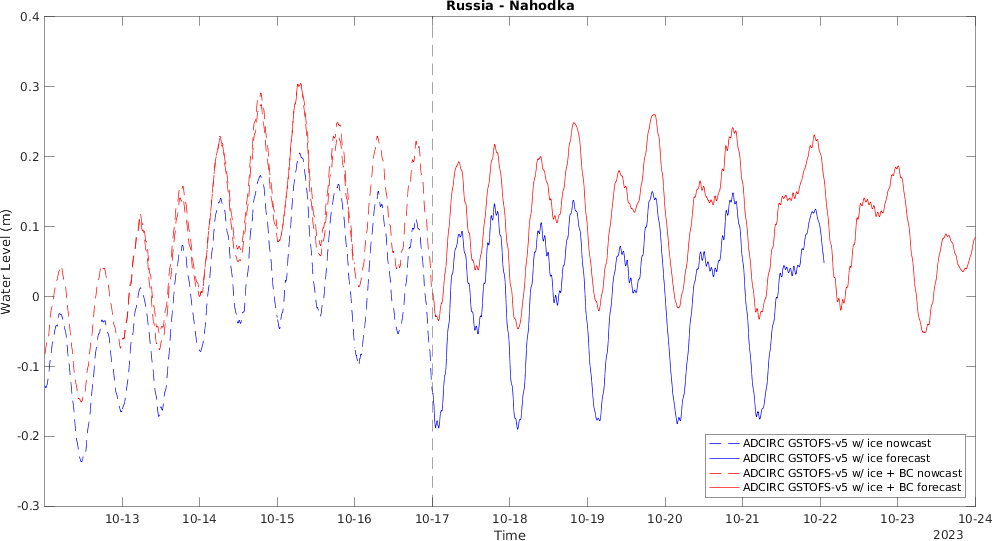 Russia - Nahodka
0.4
0.3
0.2
0.1
0
-0.1
-0.2
-0.3
Water Level (m)
ADCIRC GSTOFS-v5 w/ ice nowcast
ADCIRC GSTOFS-v5 w/ ice forecast
ADCIRC GSTOFS-v5 w/ ice + BC nowcast
ADCIRC GSTOFS-v5 w/ ice + BC forecast
10-13 10-14 10-15 10-16 10-17 10-18 10-19 10-20 10-21 10-22 10-23 10-24
Time
2023